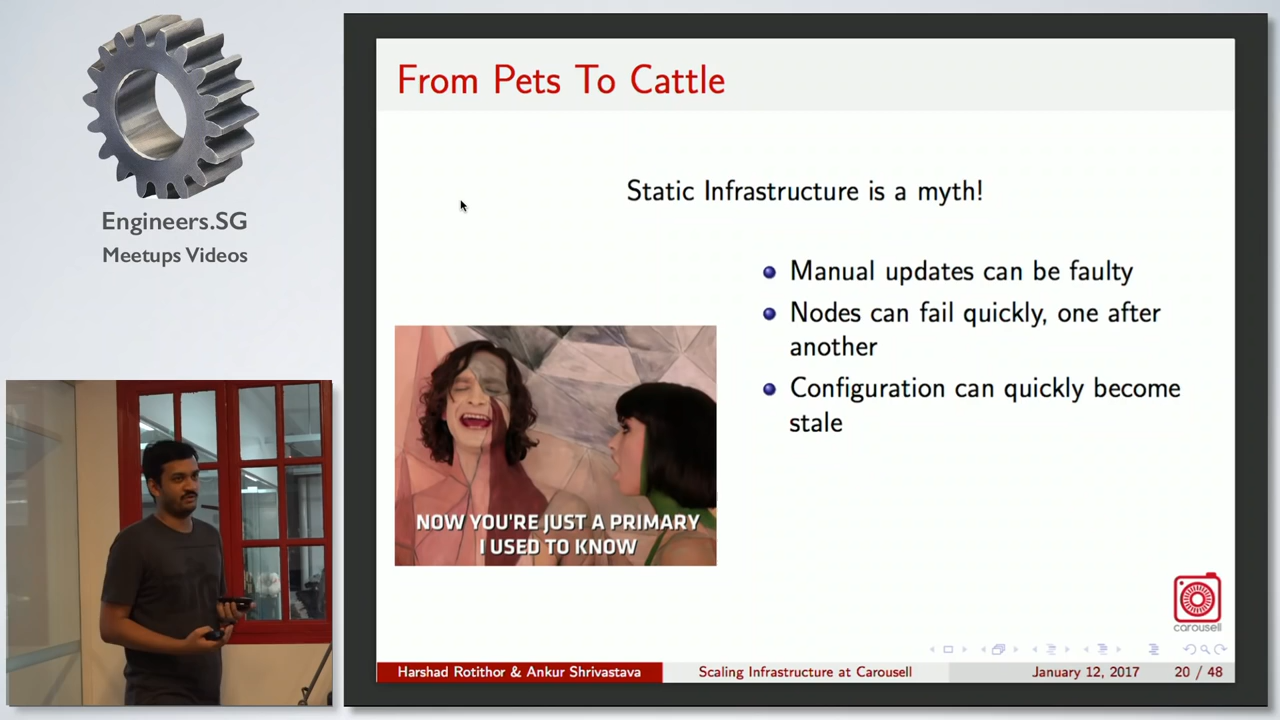 Engineers.SG
Meetups Videos
From Pets To Cattle
Static Infrastructure is a myth!
Manual updates can be faulty
Nodes can fail quickly, one after
another
Configuration can quickly become
stale
NOW YOU'RE JUST A PRIMARY
I USED TO KNOW
carousell
Harshad Rotithor & Ankur Shrivastava
Scaling Infrastructure at Carousell
January 12, 2017
20 / 48